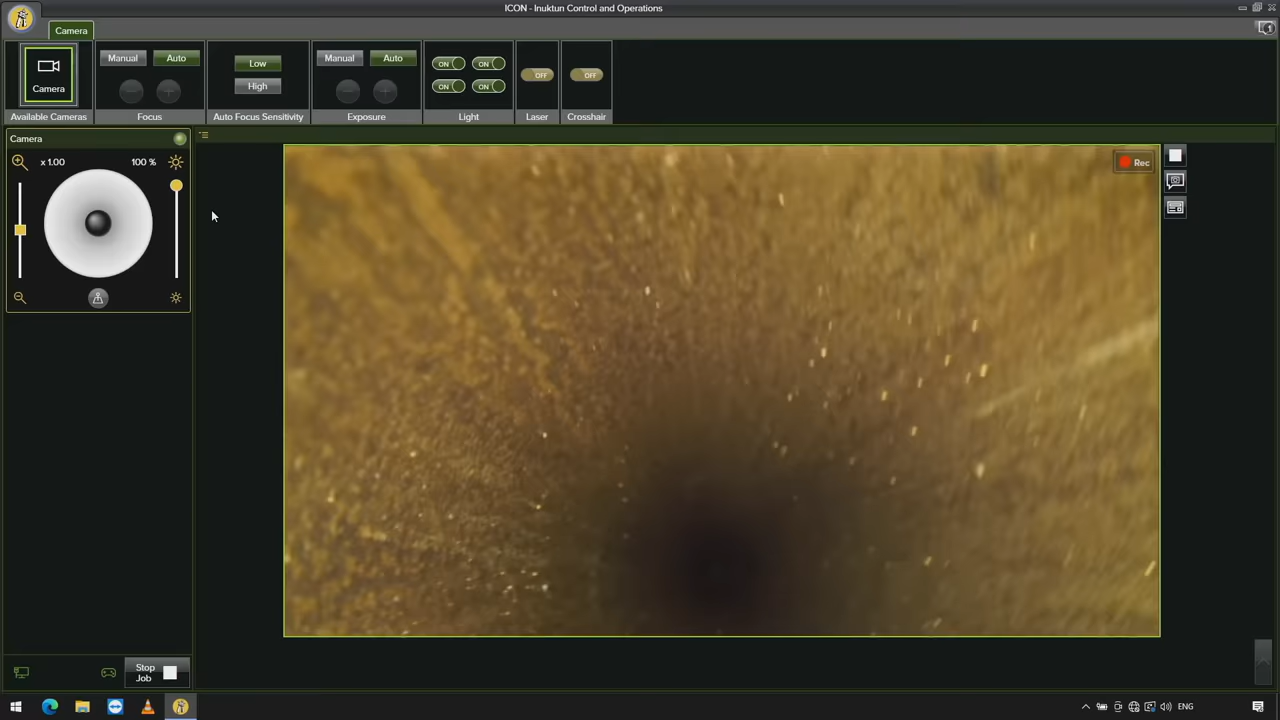 ICON - Inuktun Control and Operations
Camera
1
Camera
Available Cameras
Manual
Auto
Focus
Low
High
Auto Focus Sensitivity
Manual
Auto
Exposure
ON
ON
ON
ON
Light
OFF
Laser
OFF
Crosshair
Camera
x 1.00
100 %
Rec
Stop
Job
ENG